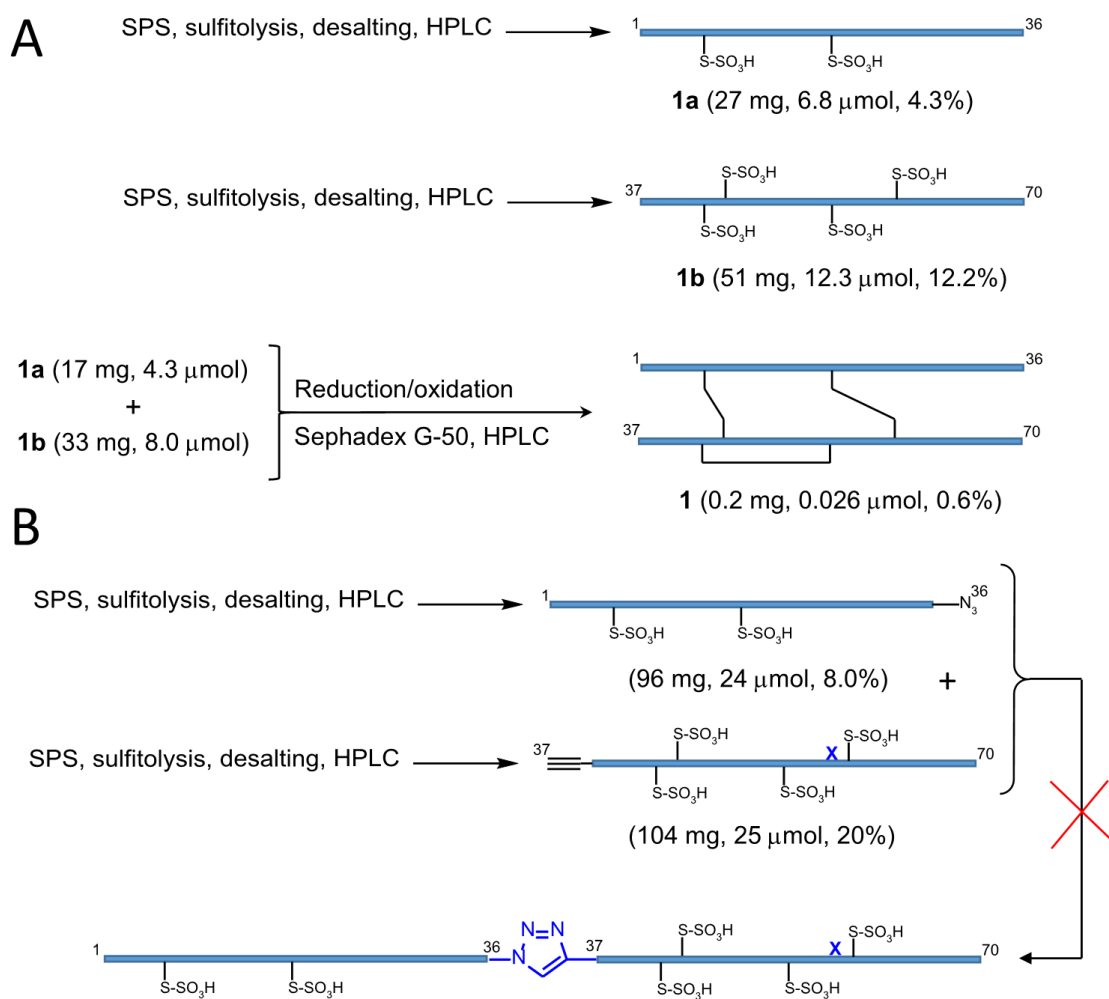 A
SPS, sulfitolysis, desalting, HPLC
1 36
S-SO3H S-SO3H
1a (27 mg, 6.8 μmol, 4.3%)
S-SO3H S-SO3H
SPS, sulfitolysis, desalting, HPLC
37 70
S-SO3H S-SO3H
1b (51 mg, 12.3 μmol, 12.2%)
1a (17 mg, 4.3 μmol)
+
1b (33 mg, 8.0 μmol)
Reduction/oxidation
Sephadex G-50, HPLC
1 36
37 70
1 (0.2 mg, 0.026 μmol, 0.6%)
B
SPS, sulfitolysis, desalting, HPLC
1 N3 36
S-SO3H S-SO3H
(96 mg, 24 μmol, 8.0%) +
SPS, sulfitolysis, desalting, HPLC
S-SO3H X S-SO3H
37 70
S-SO3H S-SO3H
(104 mg, 25 μmol, 20%)
N=N
S-SO3H X S-SO3H
1 36 N 37 70
S-SO3H S-SO3H S-SO3H S-SO3H